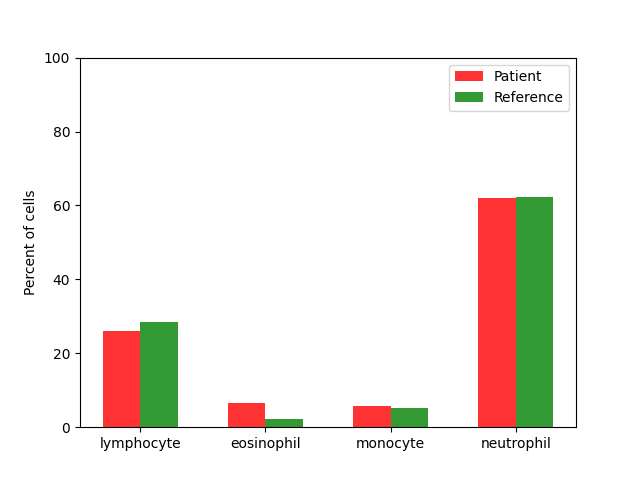 100
80
60
40
20
0
Percent of cells
Patient
Reference
lymphocyte eosinophil monocyte neutrophil